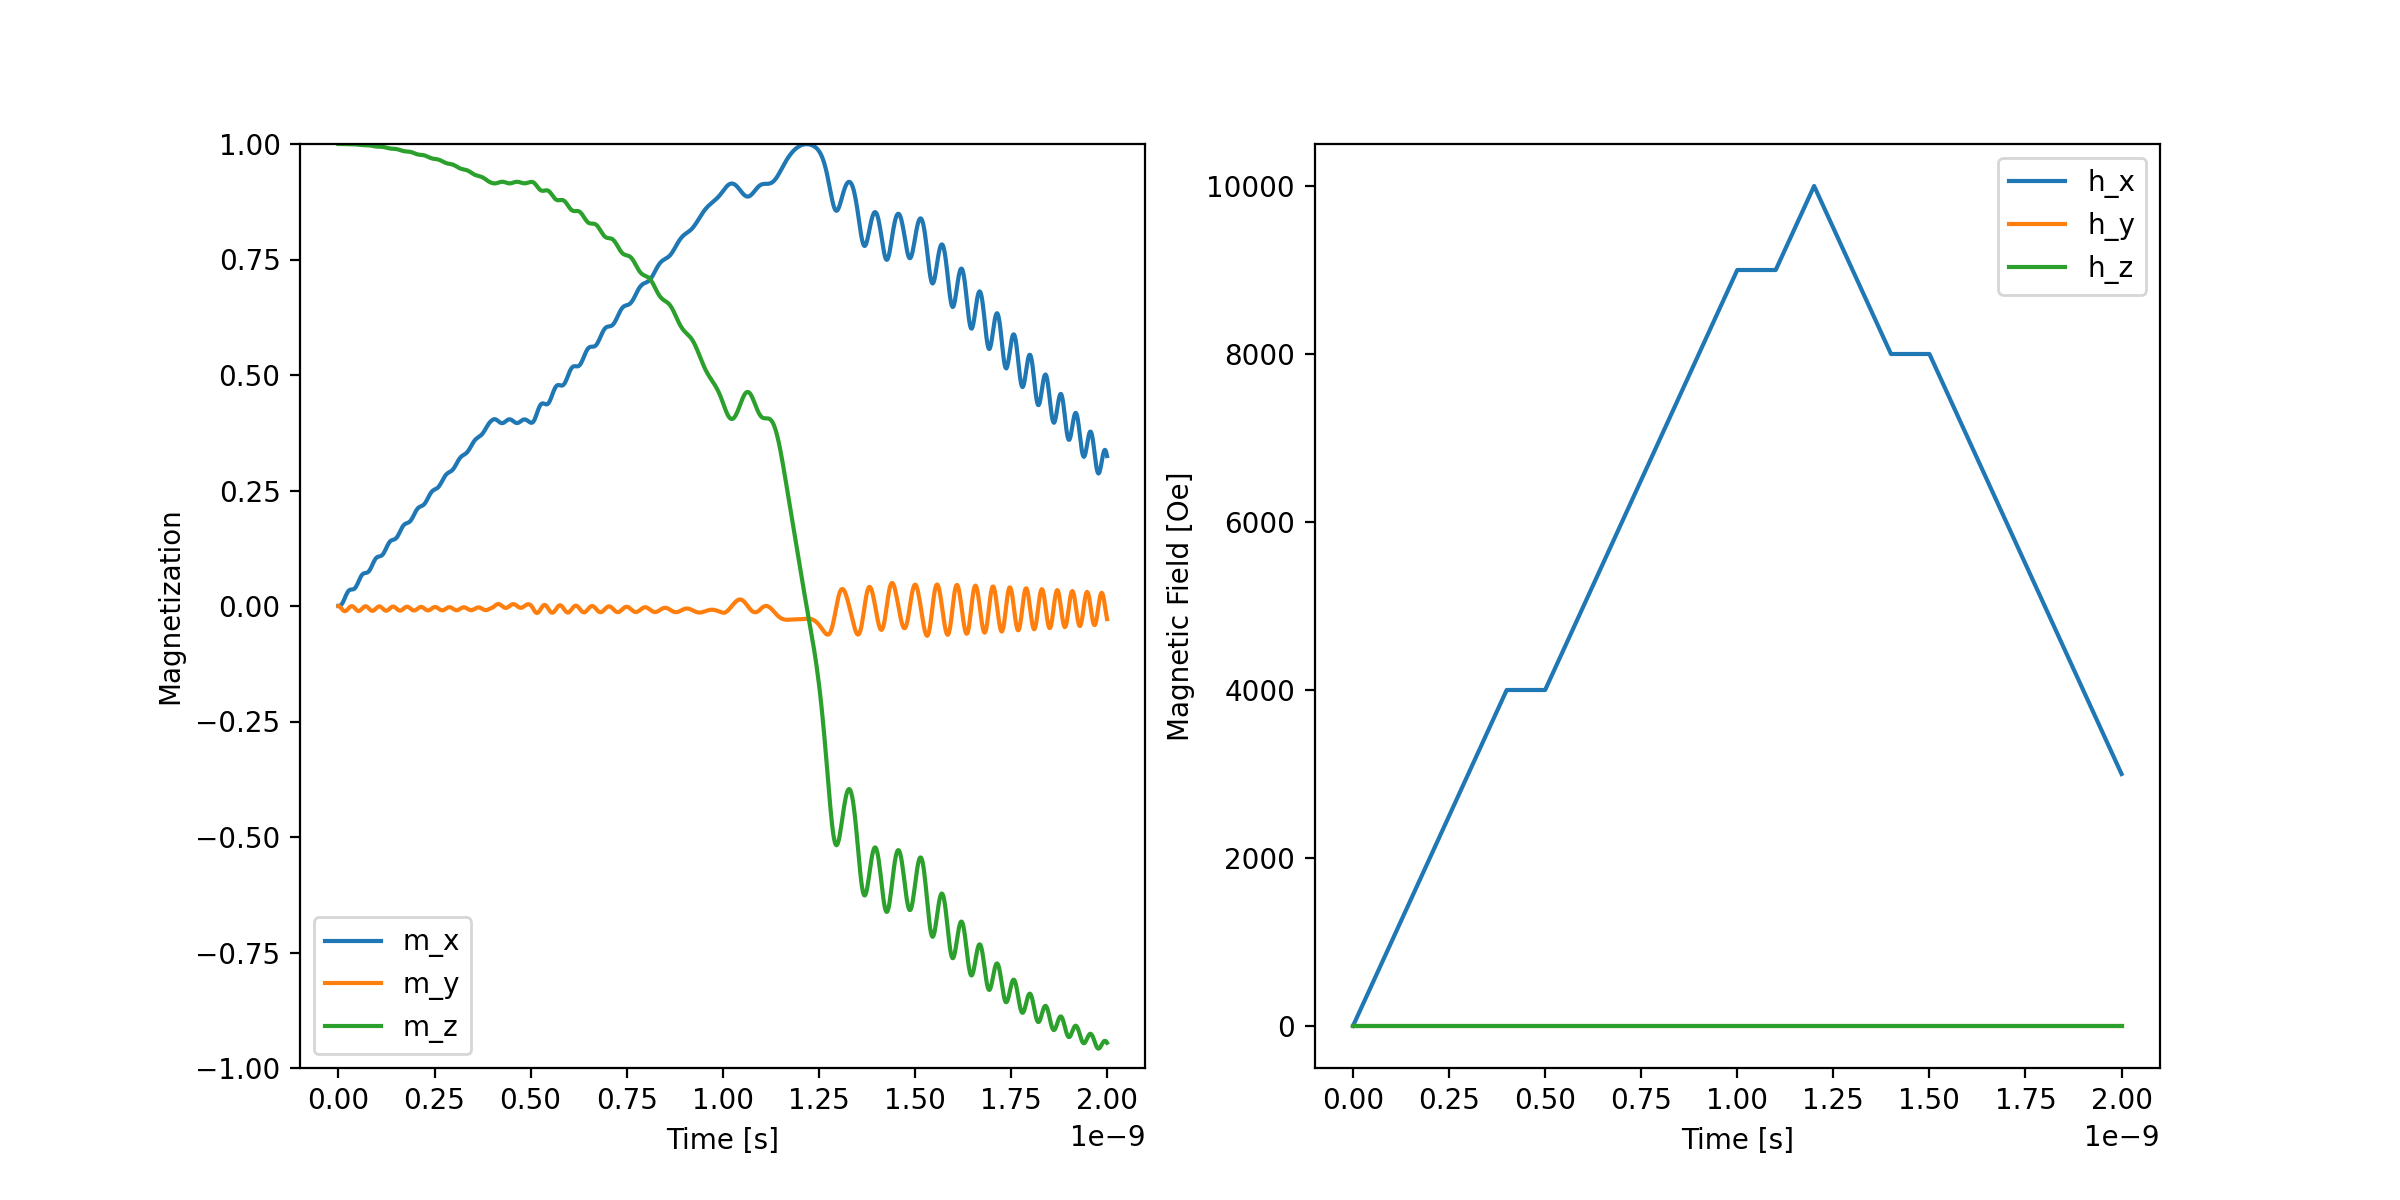 Magnetization
1.00
0.75
0.50
0.25
0.00
−0.25
−0.50
−0.75
−1.00
m_x
m_y
m_z
0.00 0.25 0.50 0.75 1.00 1.25 1.50 1.75 2.00
Time [s]
1e−9
Magnetic Field [Oe]
10000
8000
6000
4000
2000
0
h_x
h_y
h_z
0.00 0.25 0.50 0.75 1.00 1.25 1.50 1.75 2.00
Time [s]
1e−9